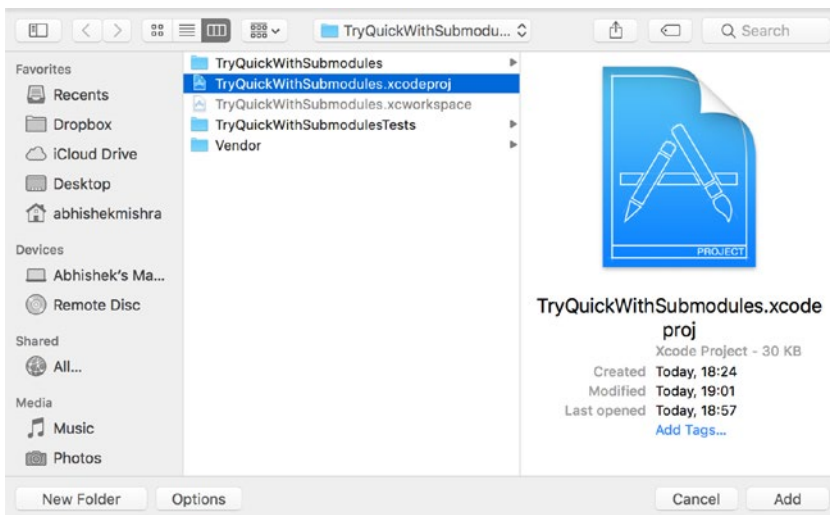 TryQuickWithSubmodu...
Search
Favorites
Recents
Dropbox
iCloud Drive
Desktop
abhishekmishra
Devices
Abhishek's Ma...
Remote Disc
Shared
All...
Media
Music
Photos
TryQuickWithSubmodules
TryQuickWithSubmodules.xcodeproj
TryQuickWithSubmodules.xcworkspace
TryQuickWithSubmodulesTests
Vendor
PROJECT
TryQuickWithSubmodules.xcode
proj
Xcode Project - 30 KB
Created Today, 18:24
Modified Today, 19:01
Last opened Today, 18:57
Add Tags...
New Folder
Options
Cancel
Add